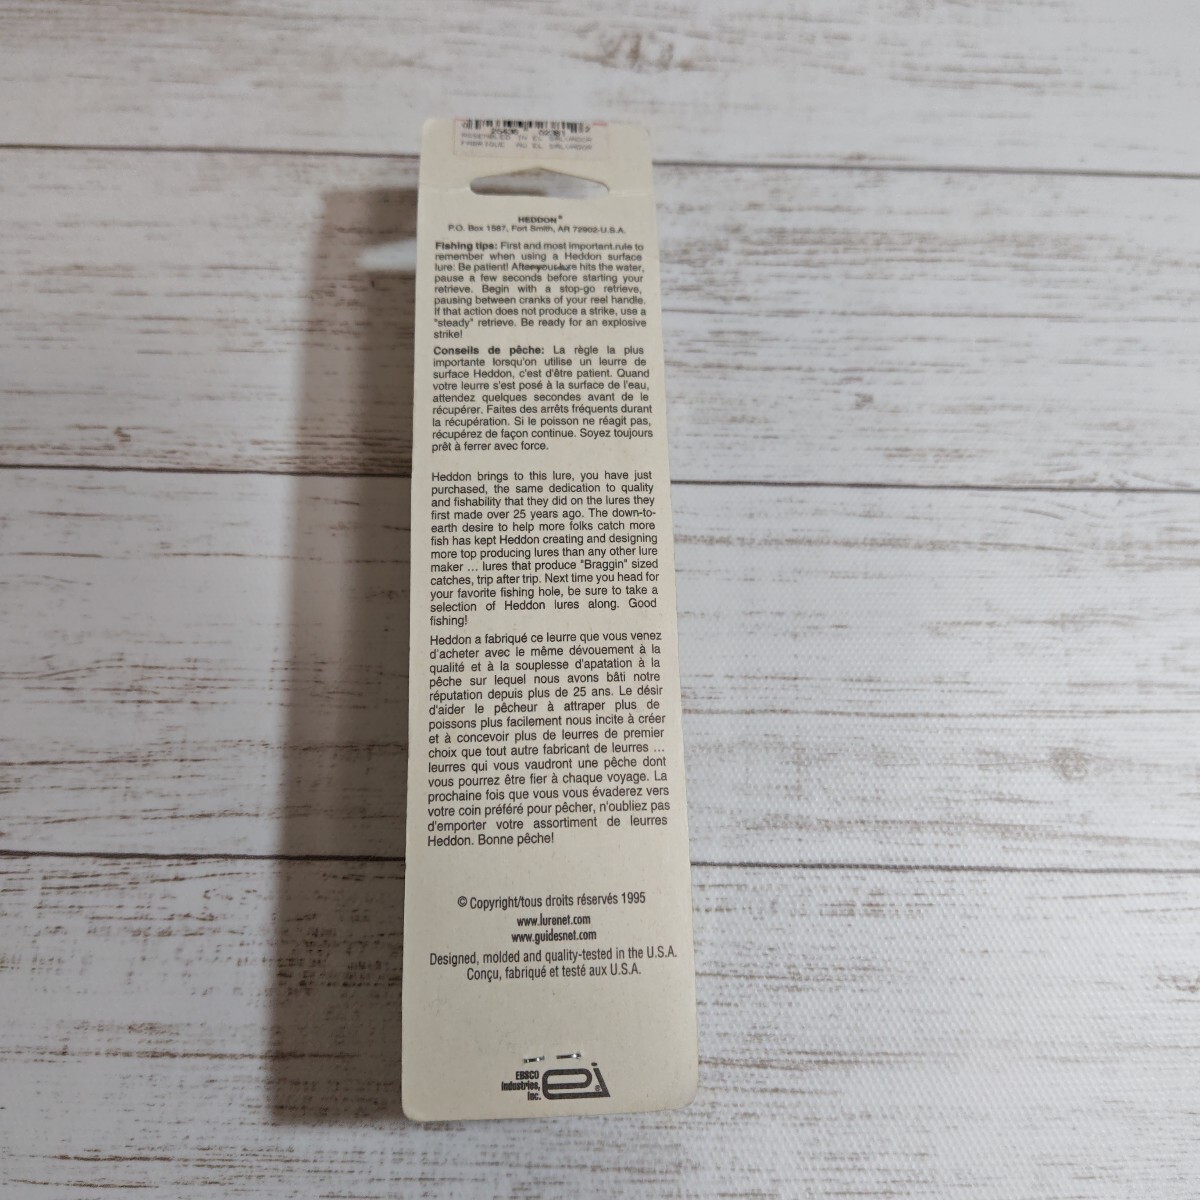 ASSEMBLED IN EL SALVADOR
FABRIQUE AU EL SALVADOR
HEDDON®
P.O. Box 1587, Fort Smith, AR 72902-U.S.A.
Fishing tips: First and most important rule to
remember when using a Heddon surface
lure: Be patient! After your lure hits the water,
pause a few seconds before starting your
retrieve. Begin with a stop-go retrieve,
pausing between cranks of your reel handle.
If that action does not produce a strike, use a
"steady" retrieve. Be ready for an explosive
strike!
Conseils de pêche: La règle la plus
importante lorsqu'on utilise un leurre de
surface Heddon, c'est d'être patient. Quand
votre leurre s'est posé à la surface de l'eau,
attendez quelques secondes avant de le
récupérer. Faites des arrêts fréquents durant
la récupération. Si le poisson ne réagit pas,
récupérez de façon continue. Soyez toujours
prêt à ferrer avec force.
Heddon brings to this lure, you have just
purchased, the same dedication to quality
and fishability that they did on the lures they
first made over 25 years ago. The down-to-
earth desire to help more folks catch more
fish has kept Heddon creating and designing
more top producing lures than any other lure
maker ... lures that produce "Braggin" sized
catches, trip after trip. Next time you head for
your favorite fishing hole, be sure to take a
selection of Heddon lures along. Good
fishing!
Heddon a fabriqué ce leurre que vous venez
d'acheter avec le même dévouement à la
qualité et à la souplesse d'apatation à la
pêche sur lequel nous avons bâti notre
réputation depuis plus de 25 ans. Le désir
d'aider le pêcheur à attraper plus de
poissons plus facilement nous incite à créer
et à concevoir plus de leurres de premier
choix que tout autre fabricant de leurres ...
leurres qui vous vaudront une pêche dont
vous pourrez être fier à chaque voyage. La
prochaine fois que vous vous évaderez vers
votre coin préféré pour pêcher, n'oubliez pas
d'emporter votre assortiment de leurres
Heddon. Bonne pêche!
© Copyright/tous droits réservés 1995
www.lurenet.com
www.guidesnet.com
Designed, molded and quality-tested in the U.S.A.
Conçu, fabriqué et testé aux U.S.A.
EBSCO
Industries,
Inc.
ei®